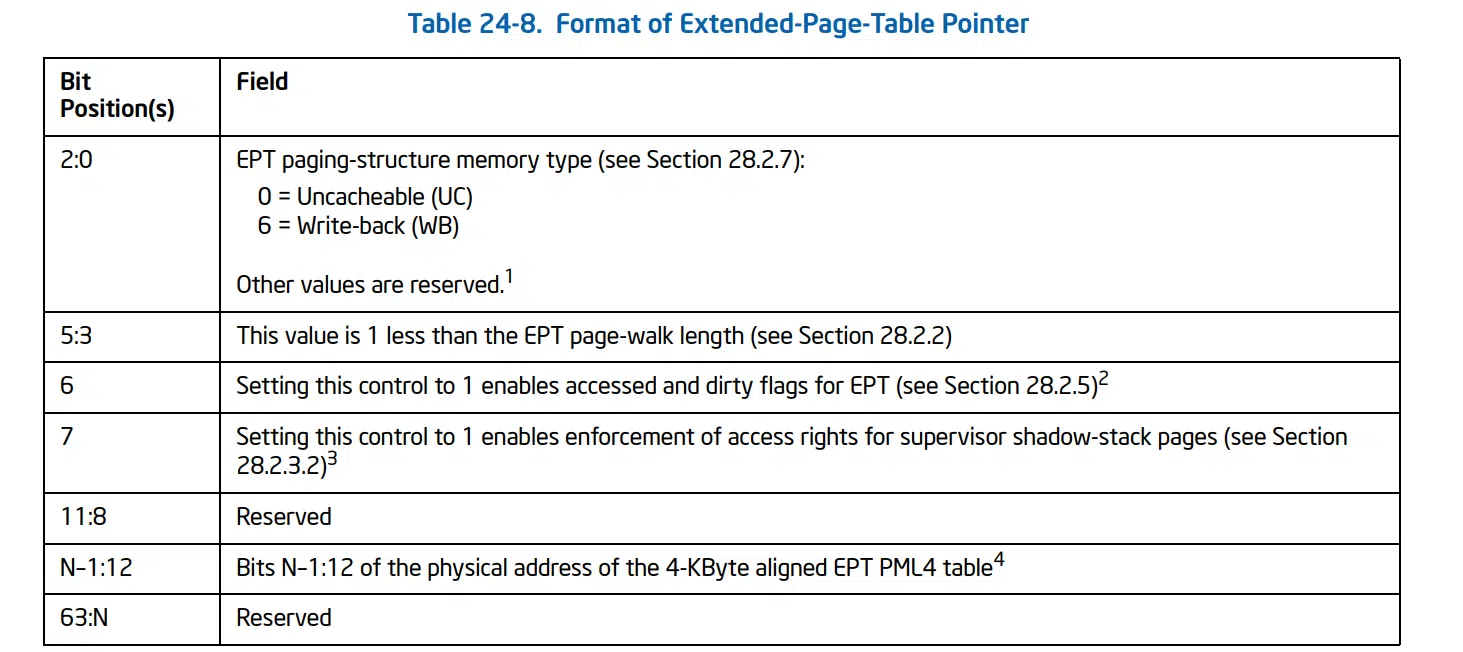 Table 24-8. Format of Extended-Page-Table Pointer
Bit
Position(s)
Field
2:0
EPT paging-structure memory type (see Section 28.2.7):
0 = Uncacheable (UC)
6 = Write-back (WB)
Other values are reserved.1
5:3
This value is 1 less than the EPT page-walk length (see Section 28.2.2)
6
Setting this control to 1 enables accessed and dirty flags for EPT (see Section 28.2.5)2
7
Setting this control to 1 enables enforcement of access rights for supervisor shadow-stack pages (see Section
28.2.3.2)3
11:8
Reserved
N–1:12
Bits N–1:12 of the physical address of the 4-KByte aligned EPT PML4 table4
63:N
Reserved